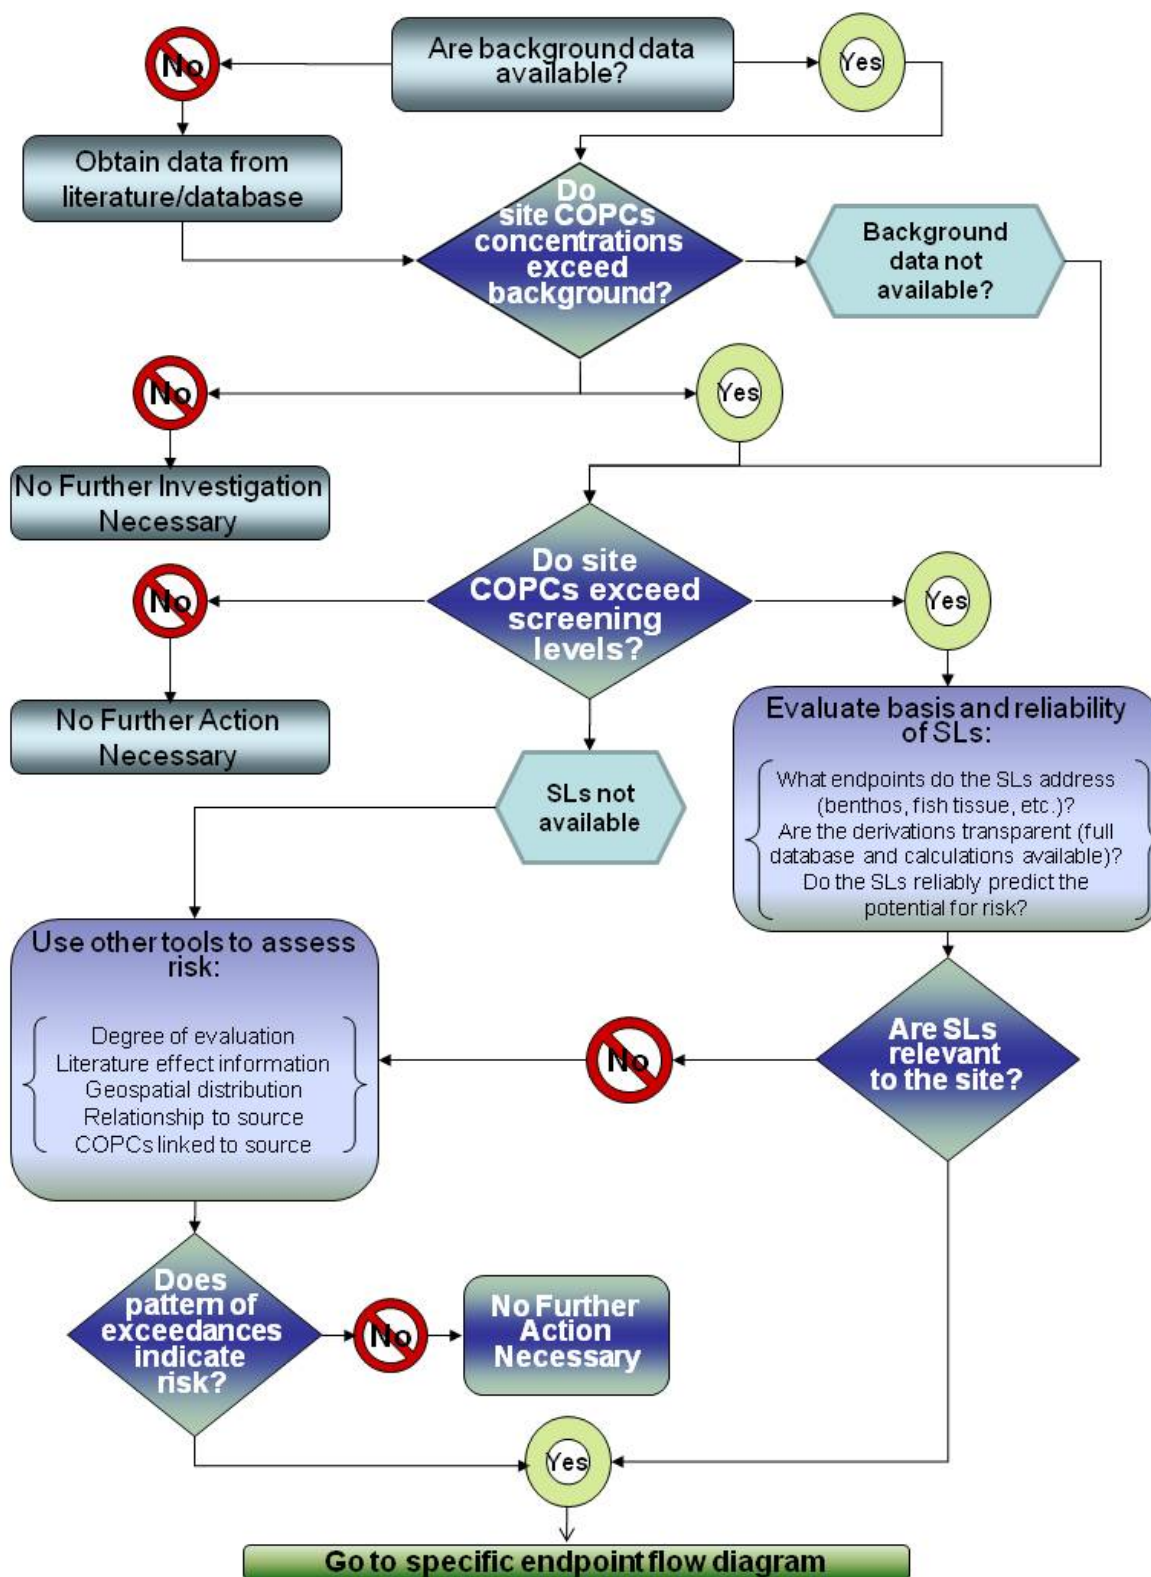 No
Are background data
available?
Yes
Obtain data from
literature/database
Do
site COPCs
concentrations
exceed
background?
Background
data not
available?
No
Yes
No Further Investigation
Necessary
No
Do site
COPCs exceed
screening
levels?
Yes
No Further Action
Necessary
SLs not
available
Evaluate basis and reliability
of SLs:
What endpoints do the SLs address
(benthos, fish tissue, etc.)?
Are the derivations transparent (full
database and calculations available)?
Do the SLs reliably predict the
potential for risk?
Use other tools to assess
risk:
Degree of evaluation
Literature effect information
Geospatial distribution
Relationship to source
COPCs linked to source
No
Are SLs
relevant
to the site?
Does
pattern of
exceedances
indicate
risk?
No
No Further
Action
Necessary
Yes
Go to specific endpoint flow diagram